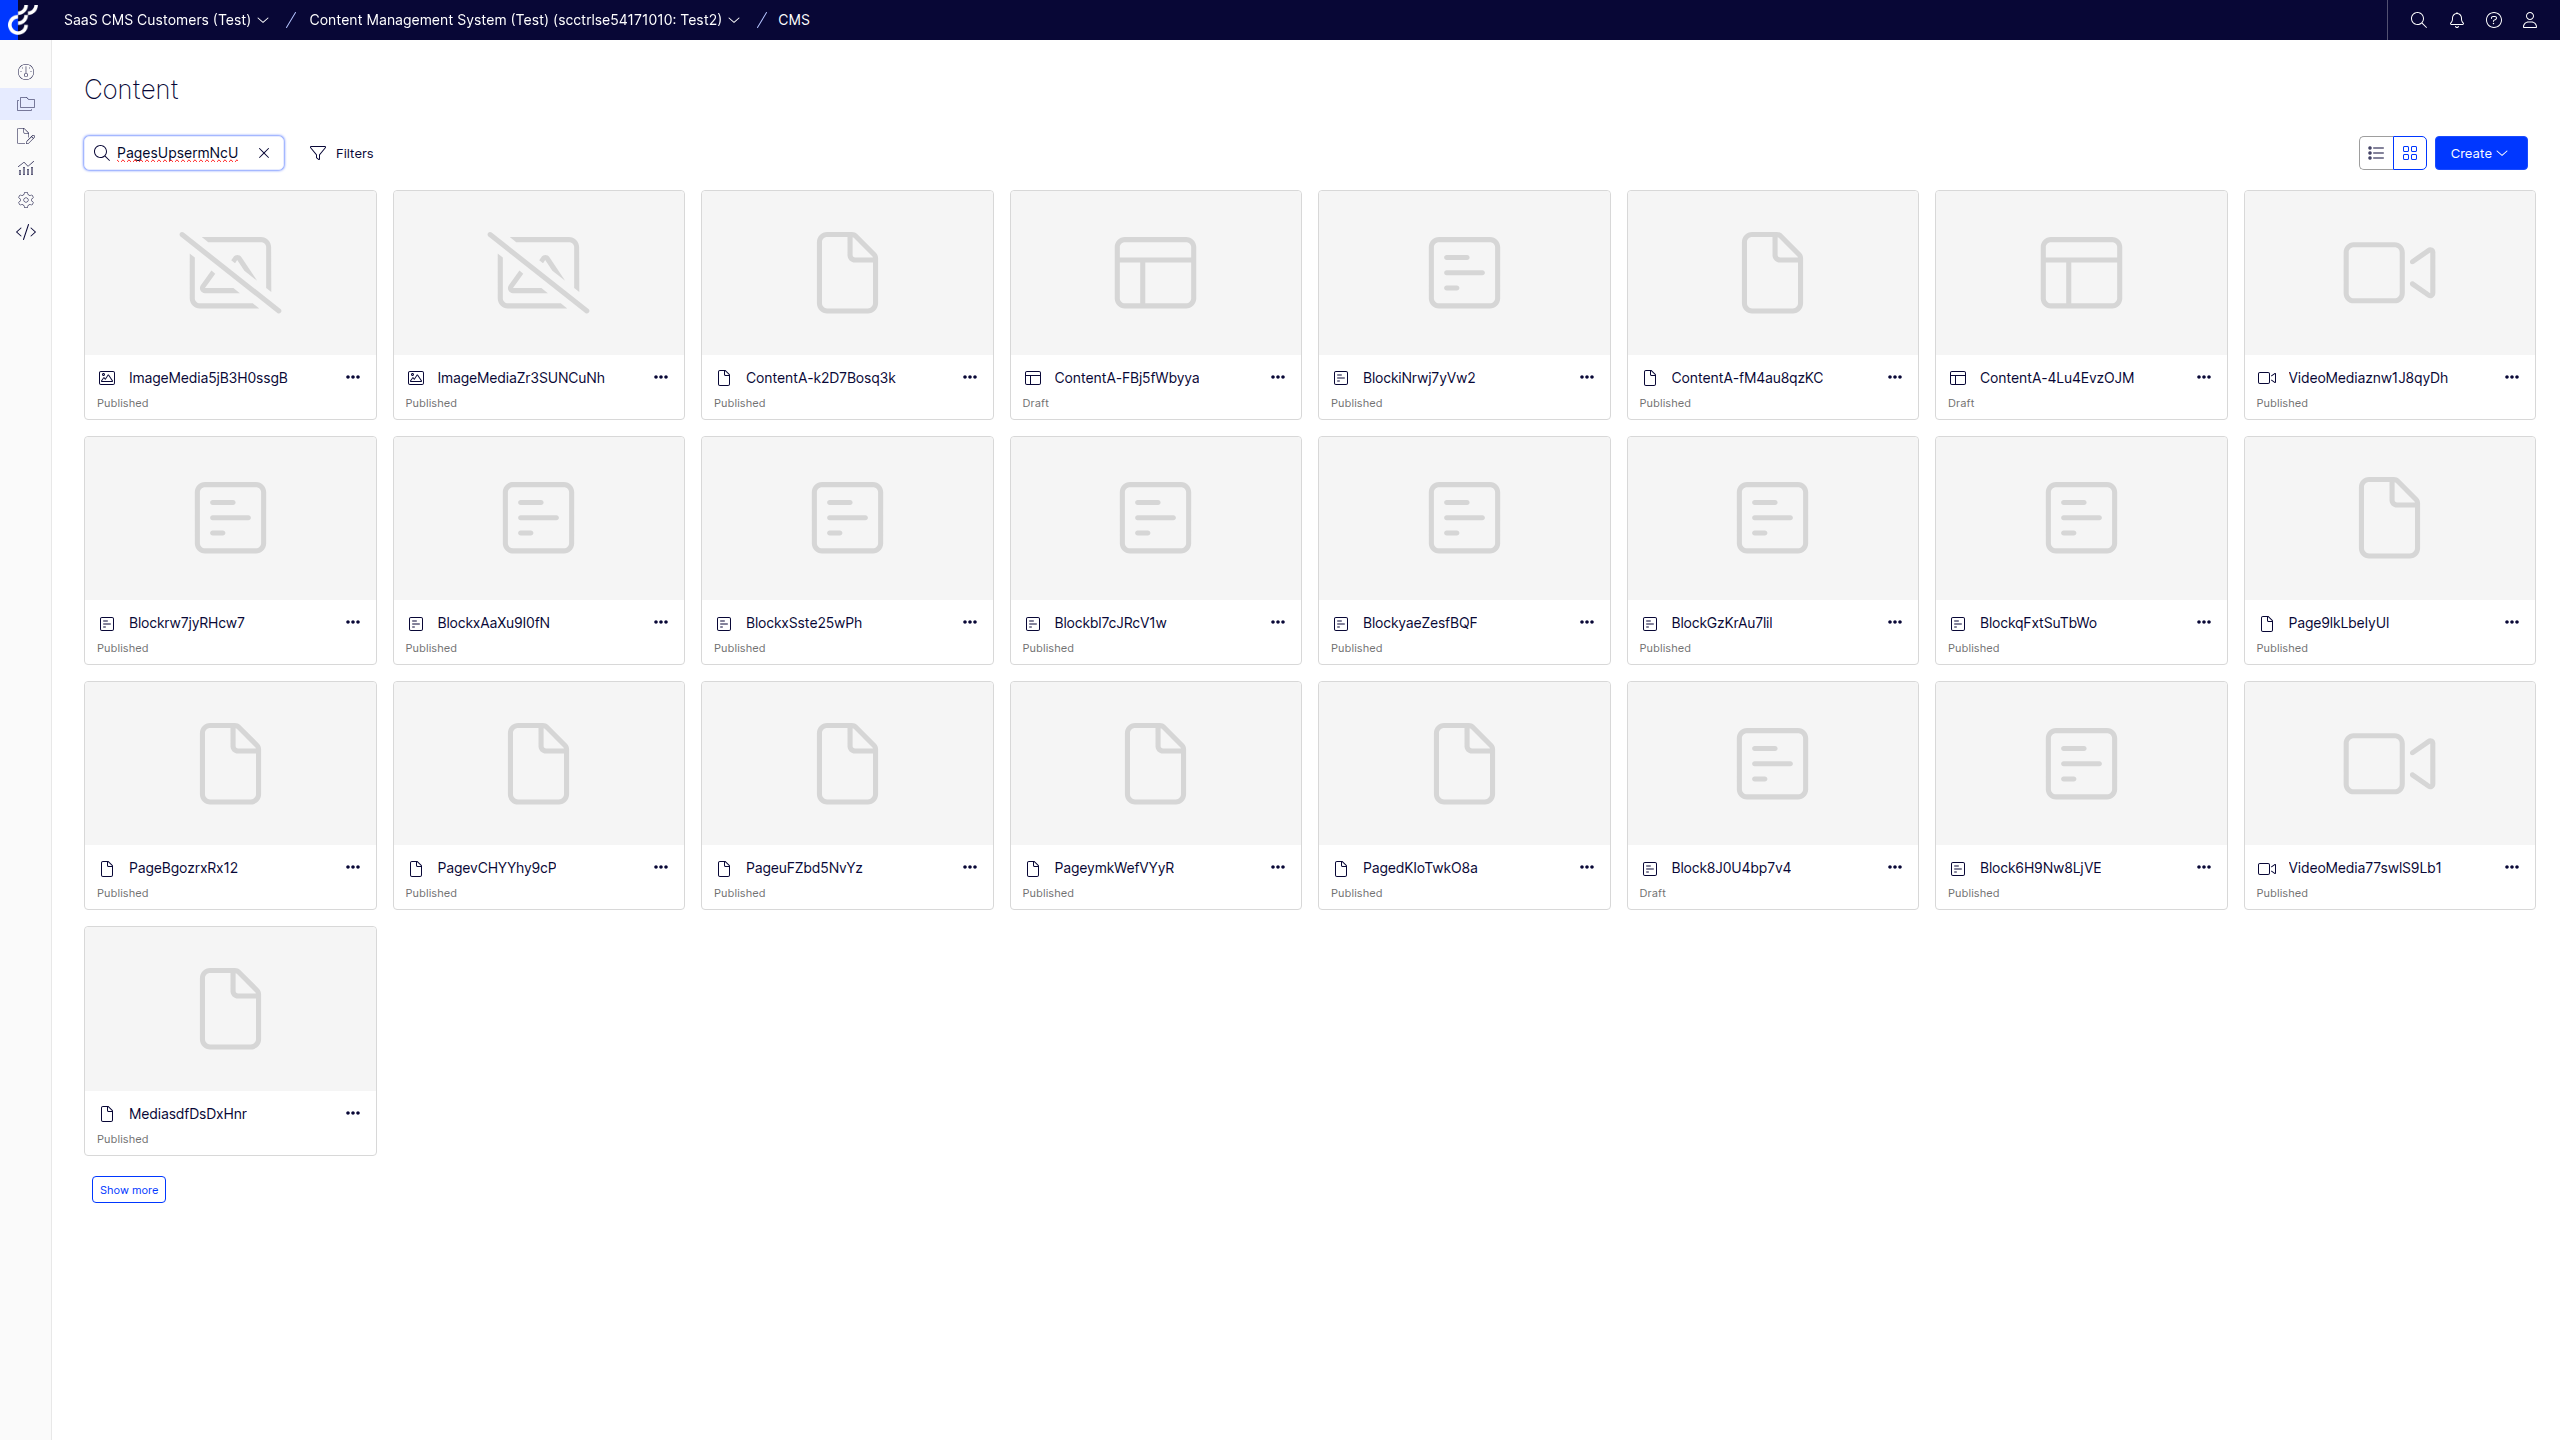 SaaS CMS Customers (Test) / Content Management System (Test) (scctrlse54171010: Test2) / CMS
Content
PagesUpsermNcU Filters Create
ImageMedia5jB3H0ssgB ImageMediaZr3SUNCuNh ContentA-k2D7Bosq3k ContentA-FBj5fWbyya BlockiNrwj7yVw2 ContentA-fM4au8qzKC ContentA-4Lu4EvzOJM VideoMediaznw1J8qyDh
Published Published Published Draft Published Published Draft Published
Blockrw7jyRHcw7 BlockxAaXu9I0fN BlockxSste25wPh Blockbl7cJRcV1w BlockyaeZesfBQF BlockGzKrAu7liI BlockqFxtSuTbWo Page9IkLbelyUI
Published Published Published Published Published Published Published Published
PageBgozrxRx12 PagevCHYYhy9cP PageuFZbd5NvYz PageymkWefVYyR PagedKIoTwkO8a Block8J0U4bp7v4 Block6H9Nw8LjVE VideoMedia77swlS9Lb1
Published Published Published Published Published Draft Published Published
MediasdfDsDxHnr
Published
Show more